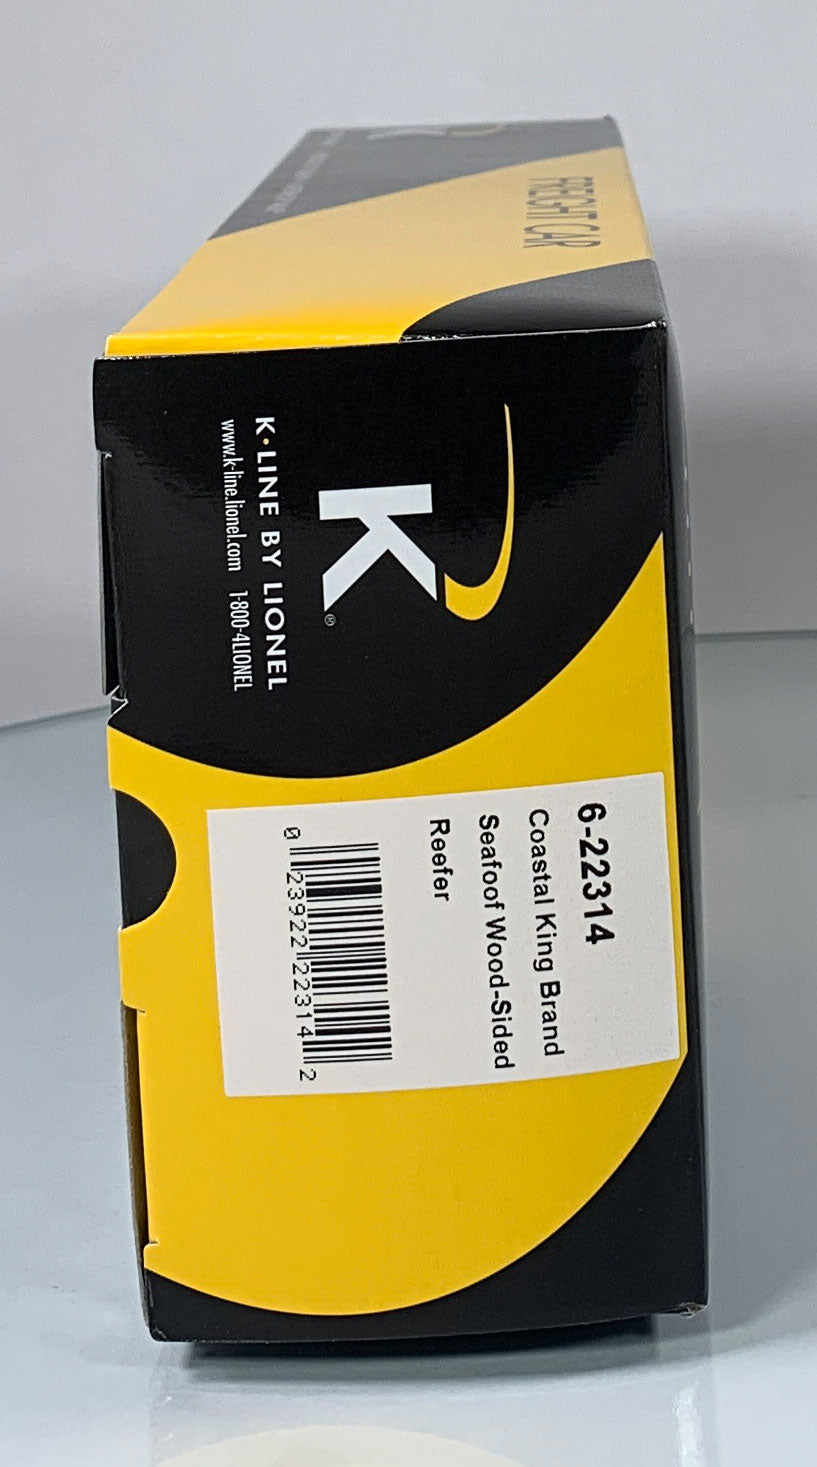 FREIGHT CAR
K
®
K·LINE BY LIONEL
www.k-line.lionel.com 1-800-4LIONEL
6-22314
Coastal King Brand
Seafoof Wood-Sided
Reefer
0 23922 22314 2